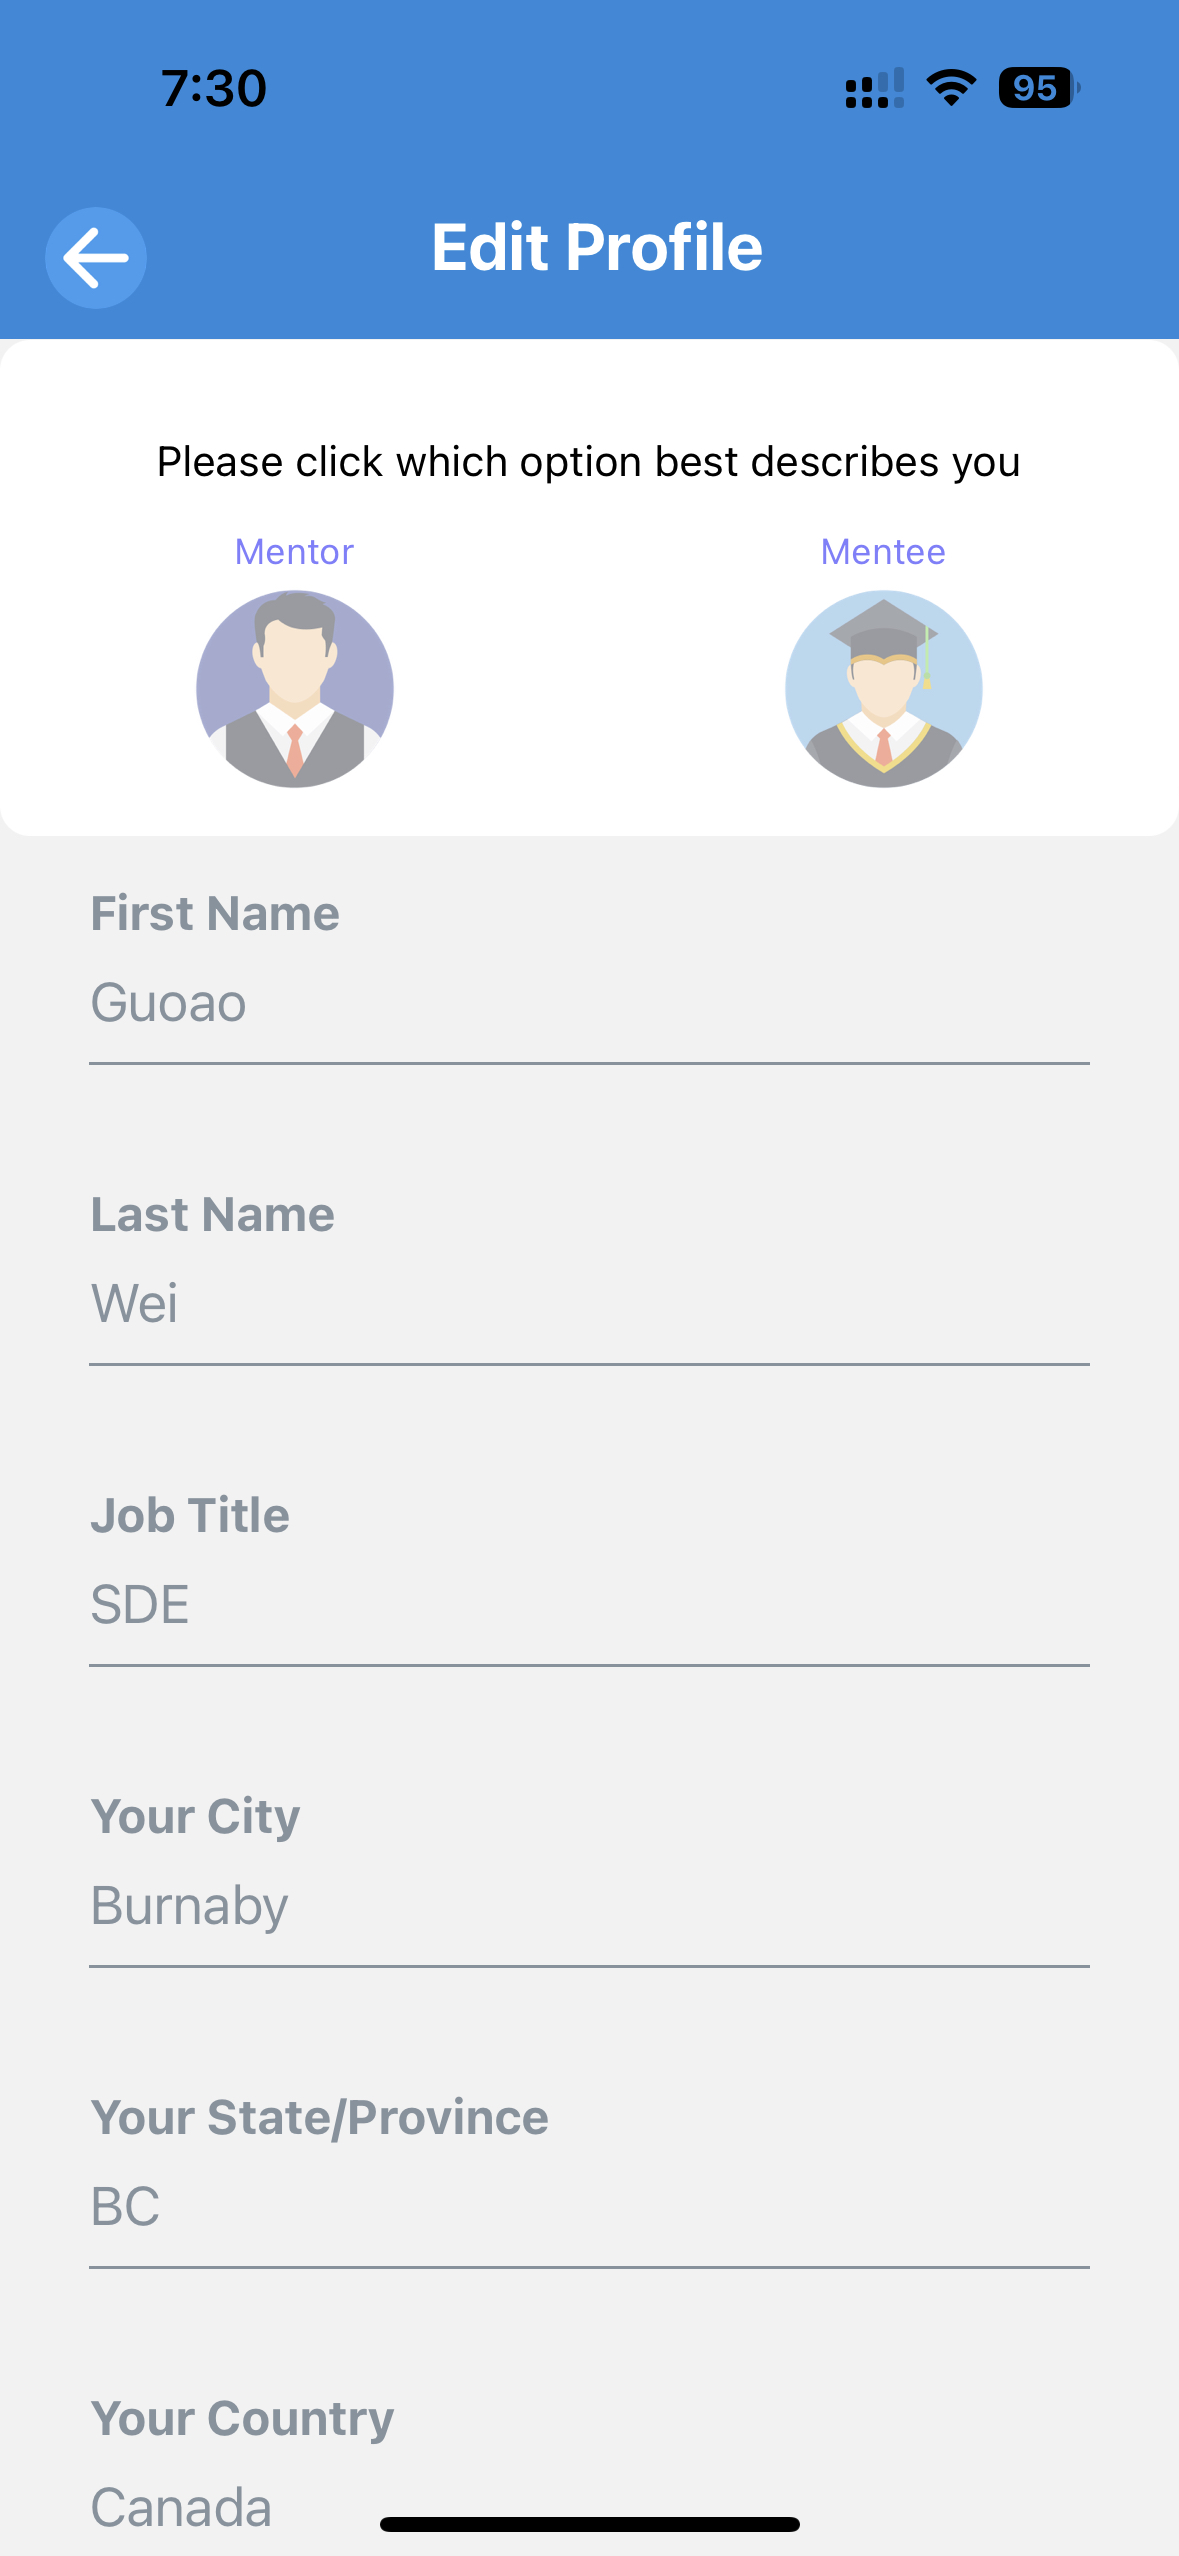 7:30
95
Edit Profile
Please click which option best describes you
Mentor
Mentee
First Name
Guoao
Last Name
Wei
Job Title
SDE
Your City
Burnaby
Your State/Province
BC
Your Country
Canada